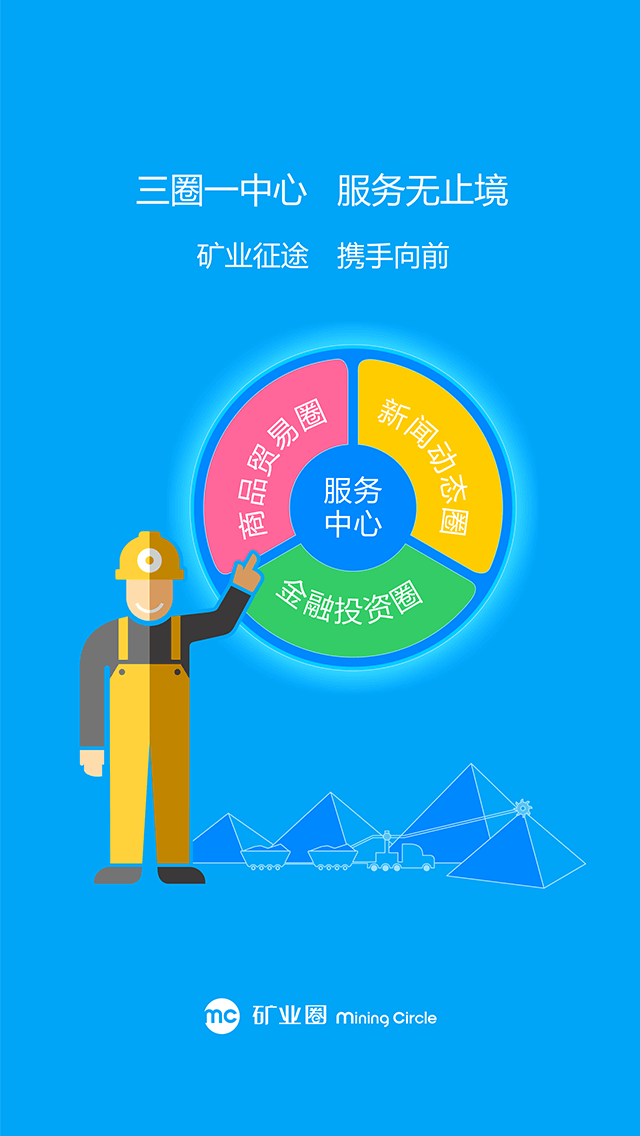 三圈一中心 服务无止境
矿业征途 携手向前
商品贸易圈
新闻动态圈
服务
中心
金融投资圈
mc 矿业圈 mining Circle